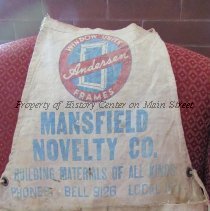 WINDOW UNIT
Andersen
FRAMES
Property of History Center on Main Street
MANSFIELD
NOVELTY CO.
BUILDING MATERIALS OF ALL KINDS
PHONES - BELL 9126